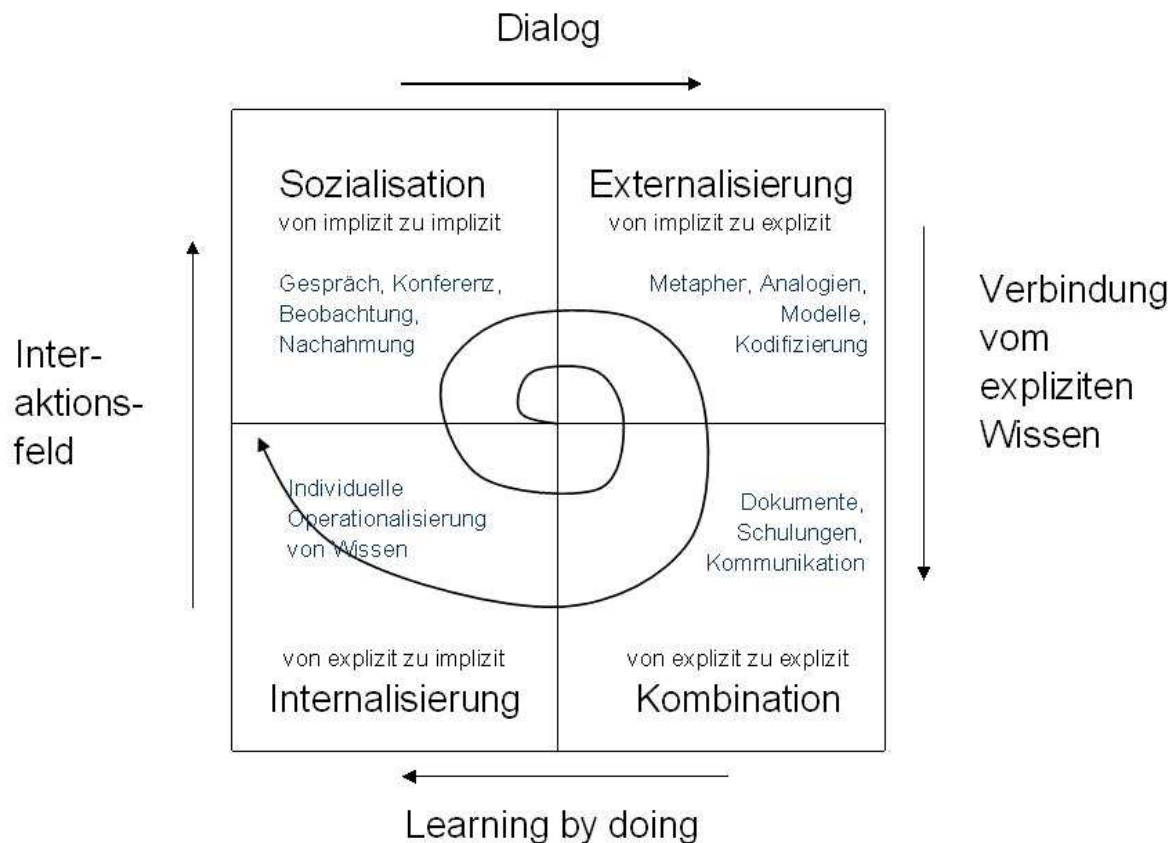 Dialog
Sozialisation
von implizit zu implizit
Gespräch, Konferenz,
Beobachtung,
Nachahmung
Externalisierung
von implizit zu explizit
Metapher, Analogien,
Modelle,
Kodifizierung
Inter-
aktions-
feld
Verbindung
vom
expliziten
Wissen
Individuelle
Operationalisierung
von Wissen
von explizit zu implizit
Internalisierung
Dokumente,
Schulungen,
Kommunikation
von explizit zu explizit
Kombination
Learning by doing